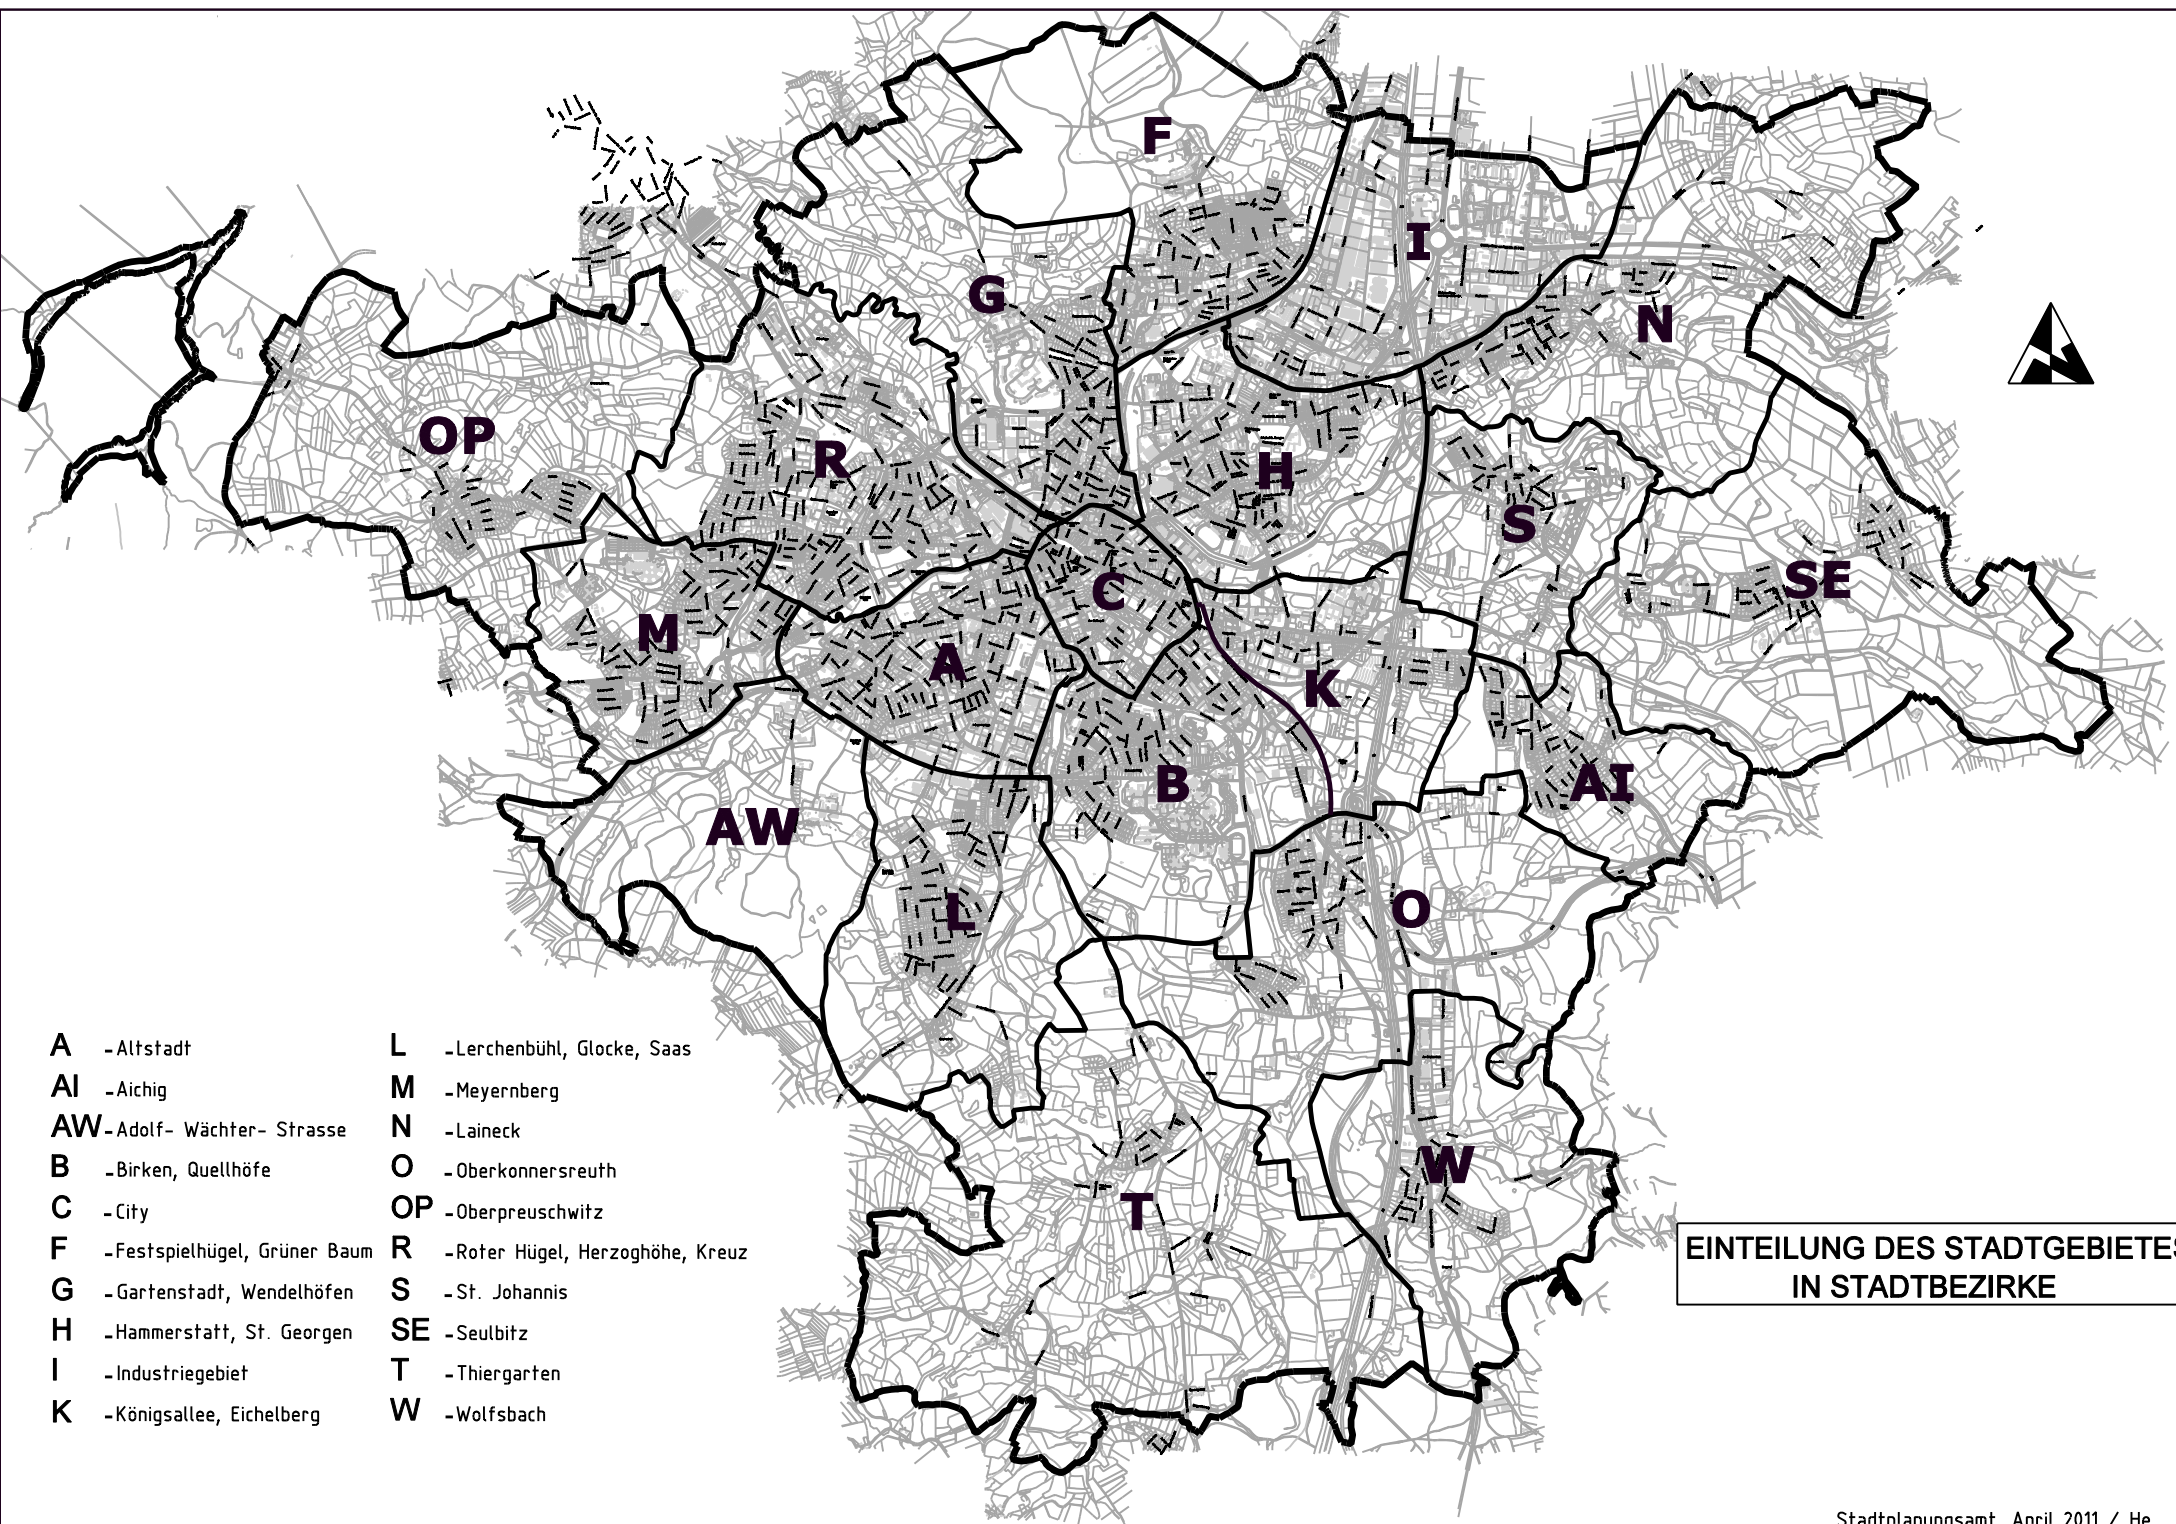 F
I
G
N
OP
R
H
S
C
SE
M
A
K
B
AI
AW
L
O
W
T
A -Altstadt
AI -Aichig
AW-Adolf- Wächter- Strasse
B -Birken, Quellhöfe
C -City
F -Festspielhügel, Grüner Baum
G -Gartenstadt, Wendelhöfen
H -Hammerstatt, St. Georgen
I -Industriegebiet
K -Königsallee, Eichelberg
L -Lerchenbühl, Glocke, Saas
M -Meyernberg
N -Laineck
O -Oberkonnersreuth
OP -Oberpreuschwitz
R -Roter Hügel, Herzoghöhe, Kreuz
S -St. Johannis
SE -Seulbitz
T -Thiergarten
W -Wolfsbach
EINTEILUNG DES STADTGEBIETES
IN STADTBEZIRKE
Stadtplanungsamt, April 2011 / He